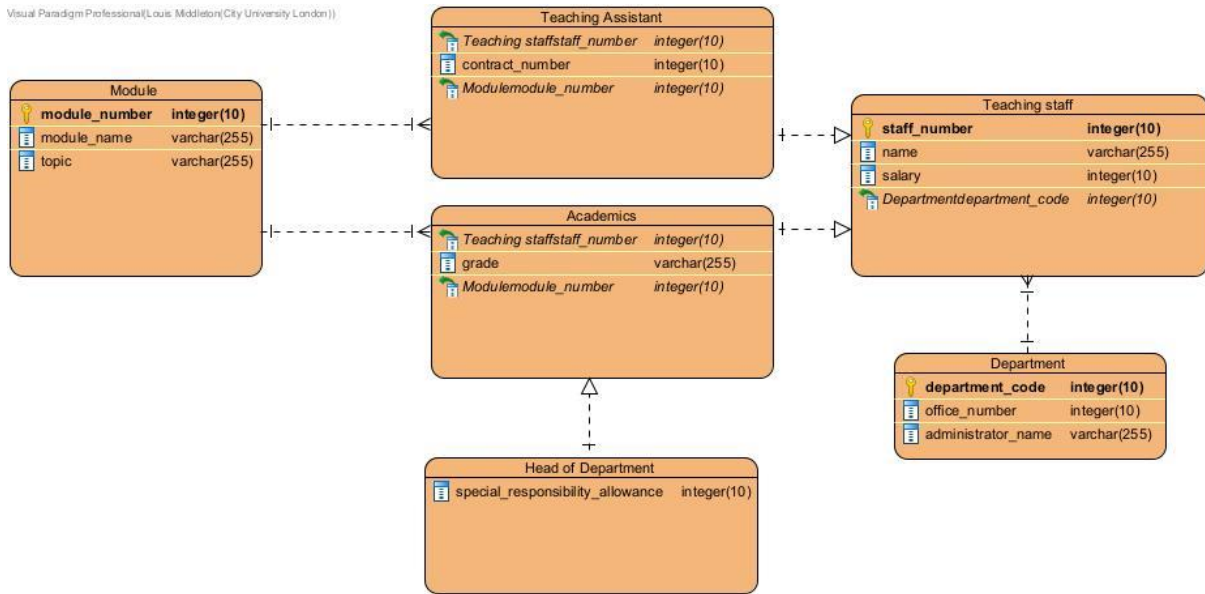 Visual Paradigm Professional(Louis Middleton(City University London))
Teaching Assistant
Teaching staffstaff_number integer(10)
contract_number integer(10)
Modulemodule_number integer(10)
Module
module_number integer(10)
module_name varchar(255)
topic varchar(255)
Teaching staff
staff_number integer(10)
name varchar(255)
salary integer(10)
Departmentdepartment_code integer(10)
Academics
Teaching staffstaff_number integer(10)
grade varchar(255)
Modulemodule_number integer(10)
Department
department_code integer(10)
office_number integer(10)
administrator_name varchar(255)
Head of Department
special_responsibility_allowance integer(10)